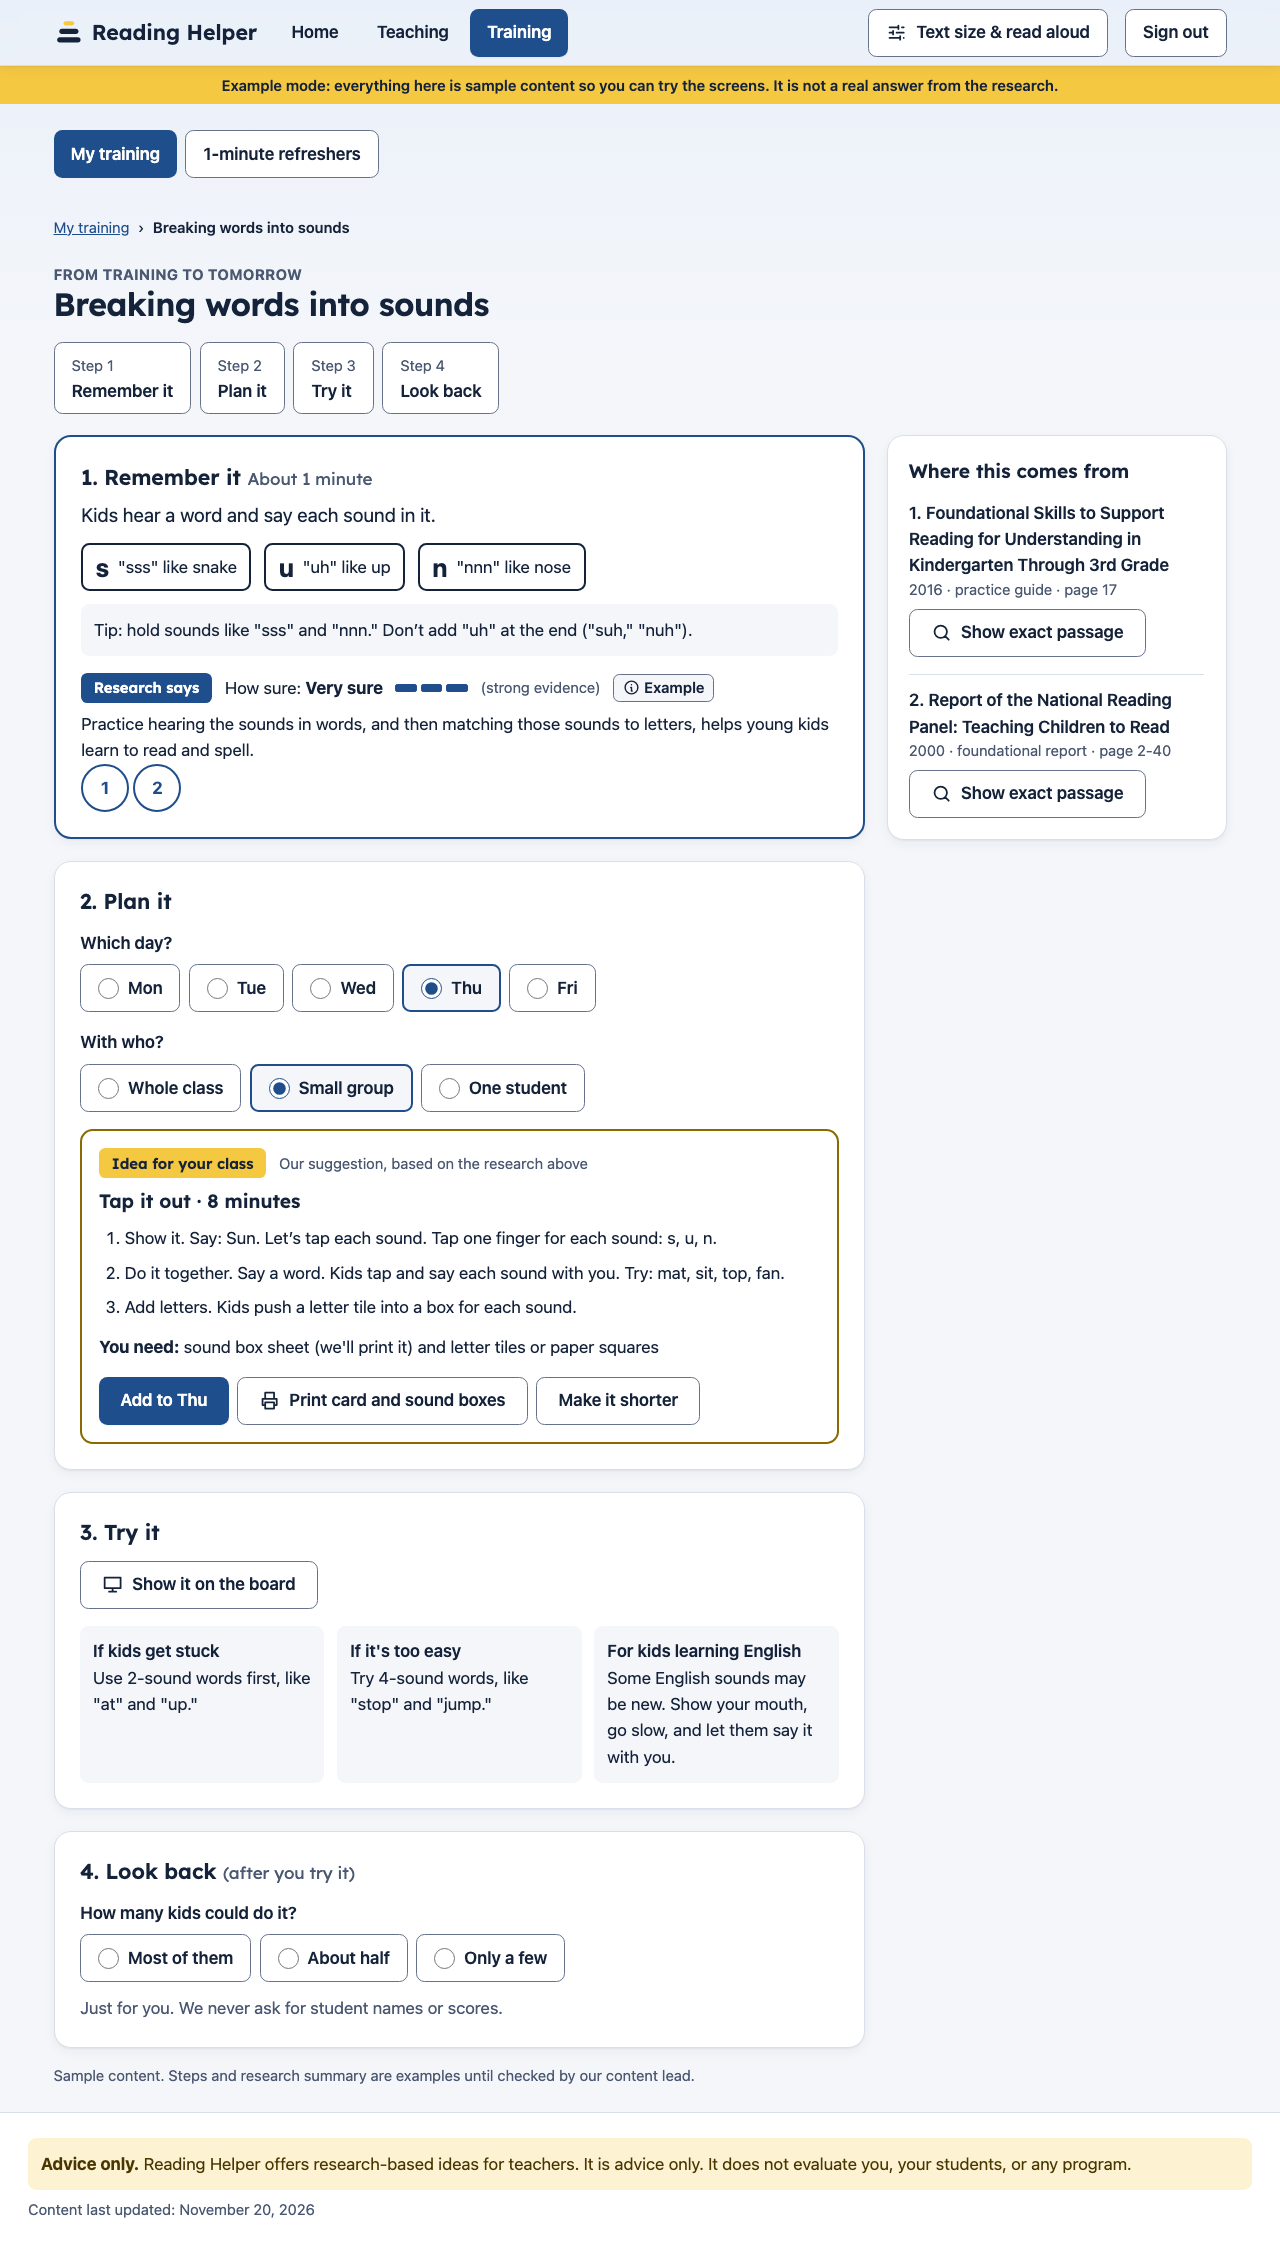 Reading Helper
Home
Teaching
Training
Text size & read aloud
Sign out
Example mode: everything here is sample content so you can try the screens. It is not a real answer from the research.
My training
1-minute refreshers
My training › Breaking words into sounds
FROM TRAINING TO TOMORROW
Breaking words into sounds
Step 1
Remember it
Step 2
Plan it
Step 3
Try it
Step 4
Look back
1. Remember it About 1 minute
Kids hear a word and say each sound in it.
s "sss" like snake
u "uh" like up
n "nnn" like nose
Tip: hold sounds like "sss" and "nnn." Don’t add "uh" at the end ("suh," "nuh").
Research says
How sure: Very sure
(strong evidence)
Example
Practice hearing the sounds in words, and then matching those sounds to letters, helps young kids
learn to read and spell.
1
2
Where this comes from
1. Foundational Skills to Support
Reading for Understanding in
Kindergarten Through 3rd Grade
2016 · practice guide · page 17
Show exact passage
2. Report of the National Reading
Panel: Teaching Children to Read
2000 · foundational report · page 2-40
Show exact passage
2. Plan it
Which day?
Mon
Tue
Wed
Thu
Fri
With who?
Whole class
Small group
One student
Idea for your class
Our suggestion, based on the research above
Tap it out · 8 minutes
1. Show it. Say: Sun. Let’s tap each sound. Tap one finger for each sound: s, u, n.
2. Do it together. Say a word. Kids tap and say each sound with you. Try: mat, sit, top, fan.
3. Add letters. Kids push a letter tile into a box for each sound.
You need: sound box sheet (we'll print it) and letter tiles or paper squares
Add to Thu
Print card and sound boxes
Make it shorter
3. Try it
Show it on the board
If kids get stuck
Use 2-sound words first, like
"at" and "up."
If it's too easy
Try 4-sound words, like
"stop" and "jump."
For kids learning English
Some English sounds may
be new. Show your mouth,
go slow, and let them say it
with you.
4. Look back (after you try it)
How many kids could do it?
Most of them
About half
Only a few
Just for you. We never ask for student names or scores.
Sample content. Steps and research summary are examples until checked by our content lead.
Advice only. Reading Helper offers research-based ideas for teachers. It is advice only. It does not evaluate you, your students, or any program.
Content last updated: November 20, 2026